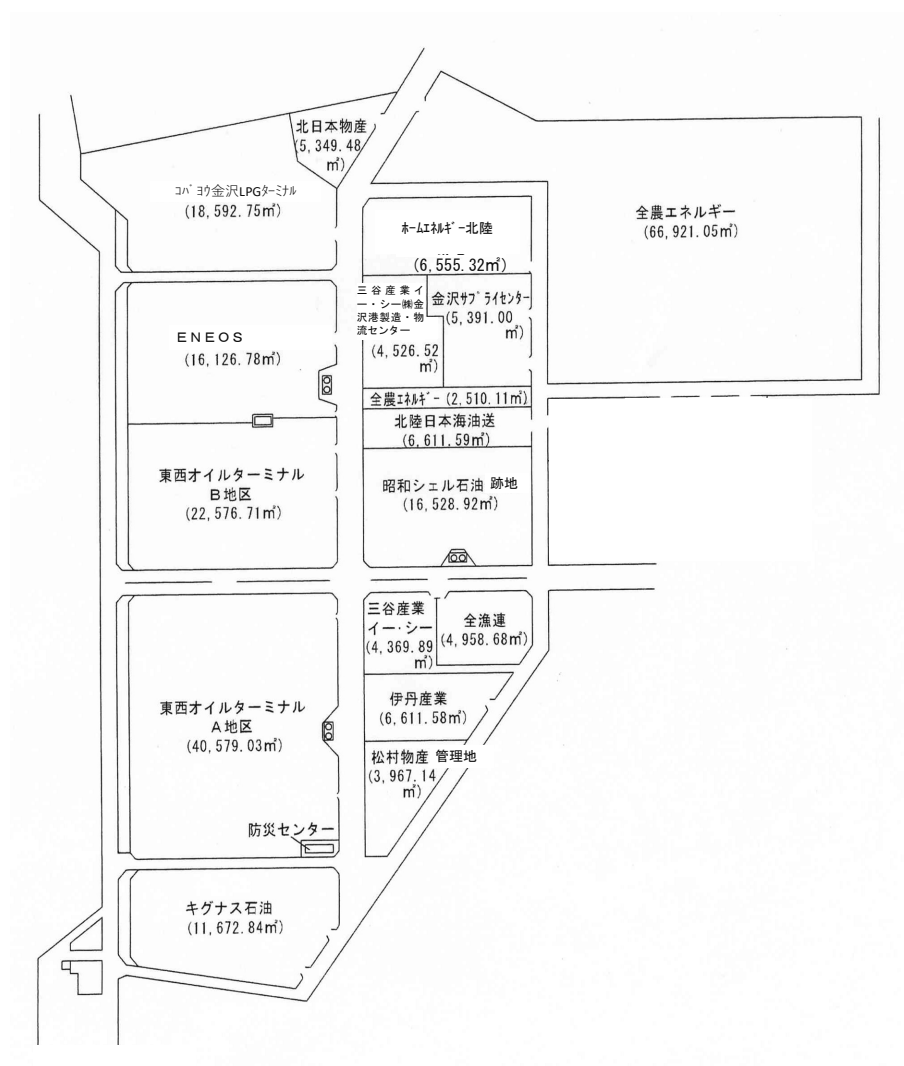 北日本物産
(5,349.48
㎡)
ｺﾊﾞﾖｳ金沢LPGﾀｰﾐﾅﾙ
(18,592.75㎡)
全農エネルギー
(66,921.05㎡)
ﾎｰﾑｴﾈﾙｷﾞｰ北陸
(6,555.32㎡)
三谷産業イ
ー・シー㈱金
沢港製造・物
流センター
(4,526.52
㎡)
金沢サプライセンター
(5,391.00
㎡)
ＥＮＥＯＳ
(16,126.78㎡)
全農ｴﾈﾙｷﾞｰ(2,510.11㎡)
北陸日本海油送
(6,611.59㎡)
東西オイルターミナル
Ｂ地区
(22,576.71㎡)
昭和シェル石油 跡地
(16,528.92㎡)
三谷産業
イー・シー
(4,369.89
㎡)
全漁連
(4,958.68㎡)
東西オイルターミナル
Ａ地区
(40,579.03㎡)
伊丹産業
(6,611.58㎡)
松村物産 管理地
(3,967.14
㎡)
防災センター
キグナス石油
(11,672.84㎡)